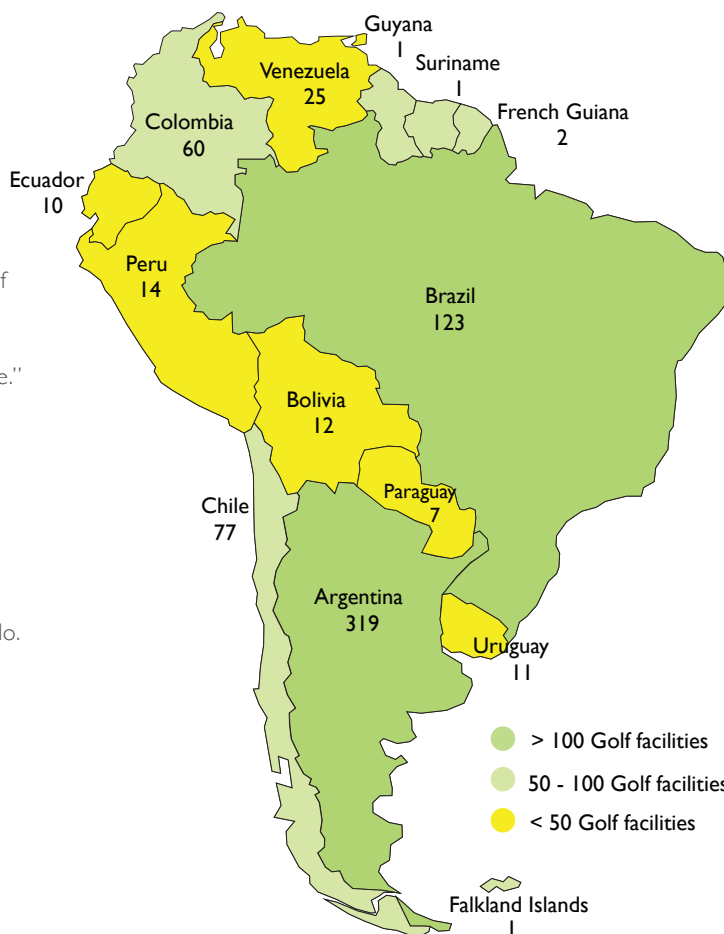 Guyana
1
Suriname
1
Venezuela
25
French Guiana
2
Colombia
60
Ecuador
10
f
Peru
14
Brazil
123
e."
Bolivia
12
Paraguay
7
Chile
77
Argentina
319
lo.
Uruguay
11
> 100 Golf facilities
50 - 100 Golf facilities
< 50 Golf facilities
Falkland Islands
1